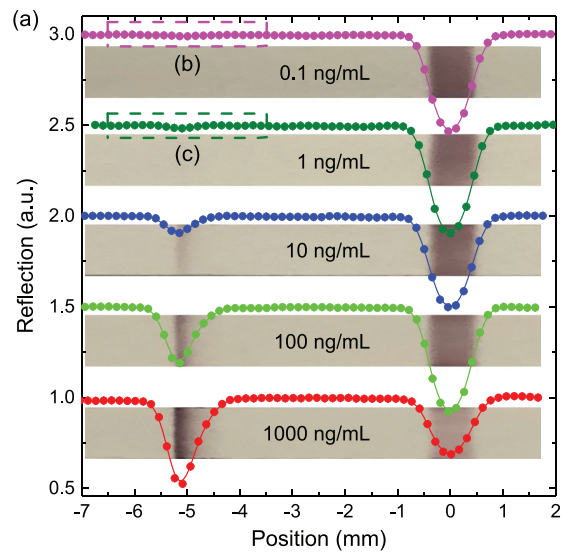 (a)
3.0
(b)
0.1 ng/mL
2.5
(c)
1 ng/mL
2.0
10 ng/mL
1.5
100 ng/mL
1.0
1000 ng/mL
0.5
Reflection (a.u.)
-7 -6 -5 -4 -3 -2 -1 0 1 2
Position (mm)